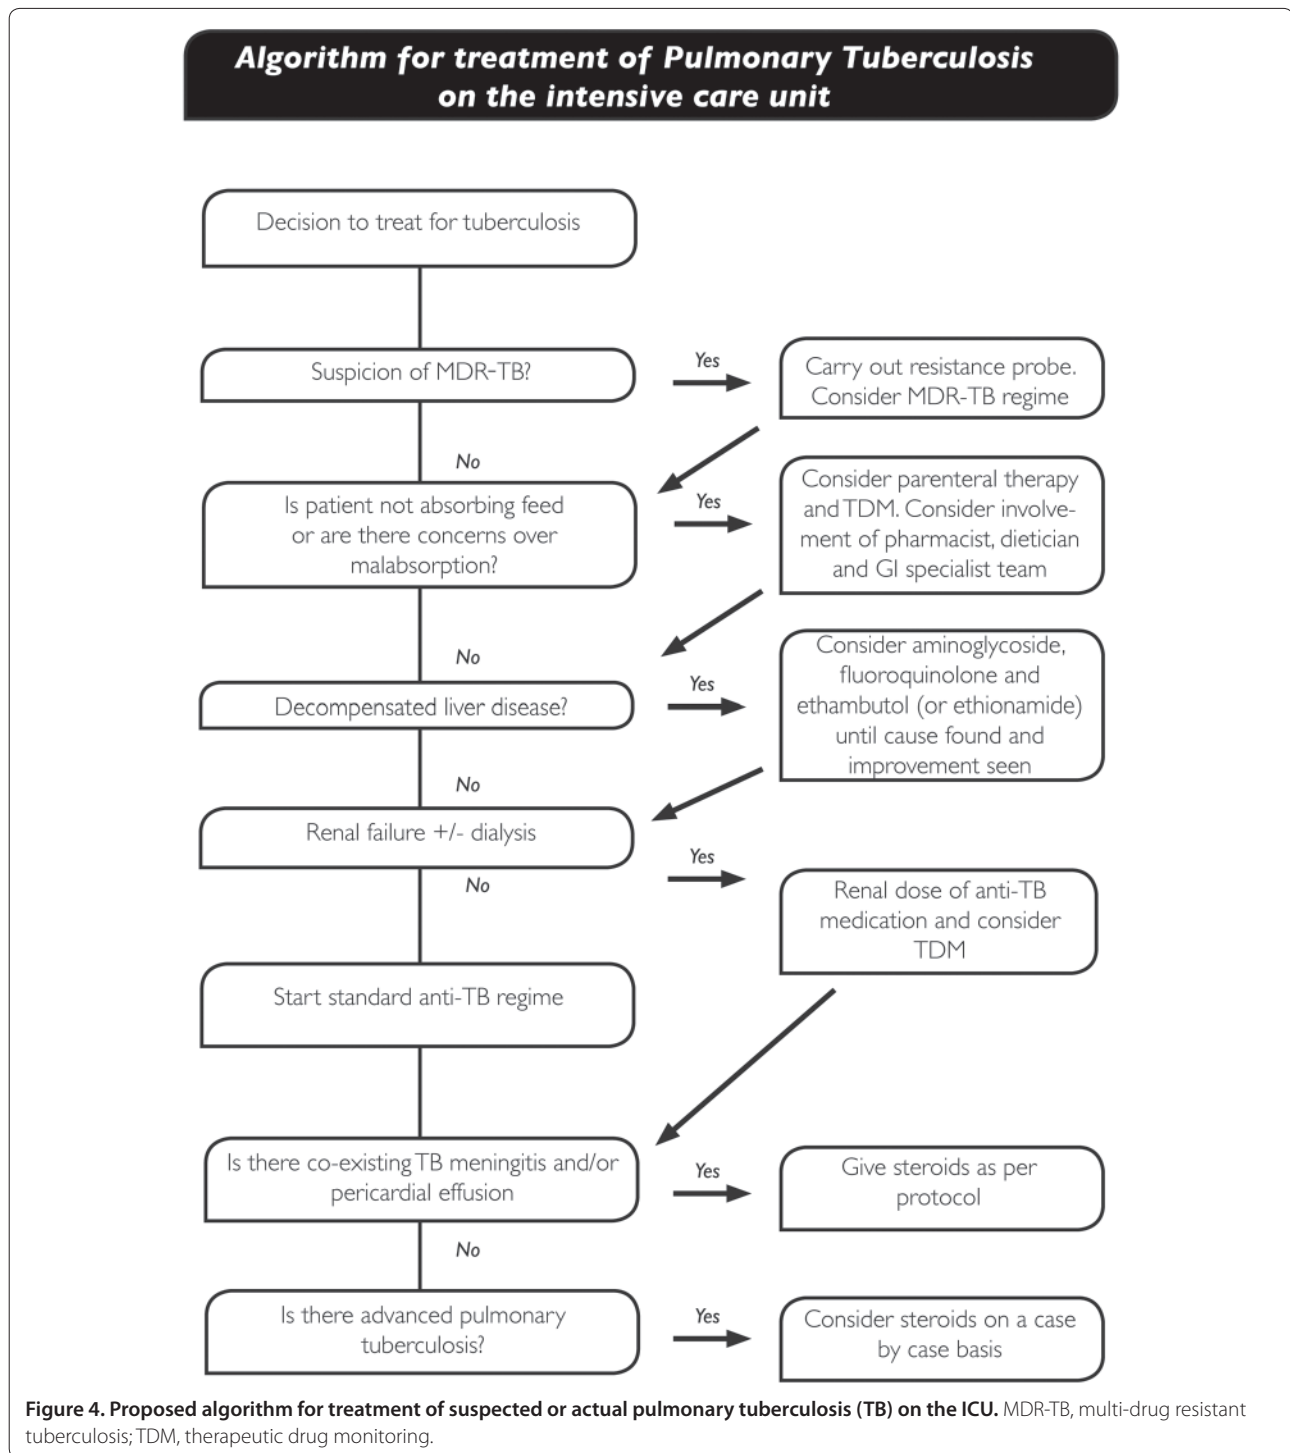 Algorithm for treatment of Pulmonary Tuberculosis
on the intensive care unit
Decision to treat for tuberculosis
Suspicion of MDR-TB?
Yes
Carry out resistance probe.
Consider MDR-TB regime
No
Is patient not absorbing feed
or are there concerns over
malabsorption?
Yes
Consider parenteral therapy
and TDM. Consider involve-
ment of pharmacist, dietician
and GI specialist team
No
Decompensated liver disease?
Yes
Consider aminoglycoside,
fluoroquinolone and
ethambutol (or ethionamide)
until cause found and
improvement seen
No
Renal failure +/- dialysis
Yes
Renal dose of anti-TB
medication and consider
TDM
No
Start standard anti-TB regime
Is there co-existing TB meningitis and/or
pericardial effusion
Yes
Give steroids as per
protocol
No
Is there advanced pulmonary
tuberculosis?
Yes
Consider steroids on a case
by case basis
Figure 4. Proposed algorithm for treatment of suspected or actual pulmonary tuberculosis (TB) on the ICU. MDR-TB, multi-drug resistant
tuberculosis; TDM, therapeutic drug monitoring.